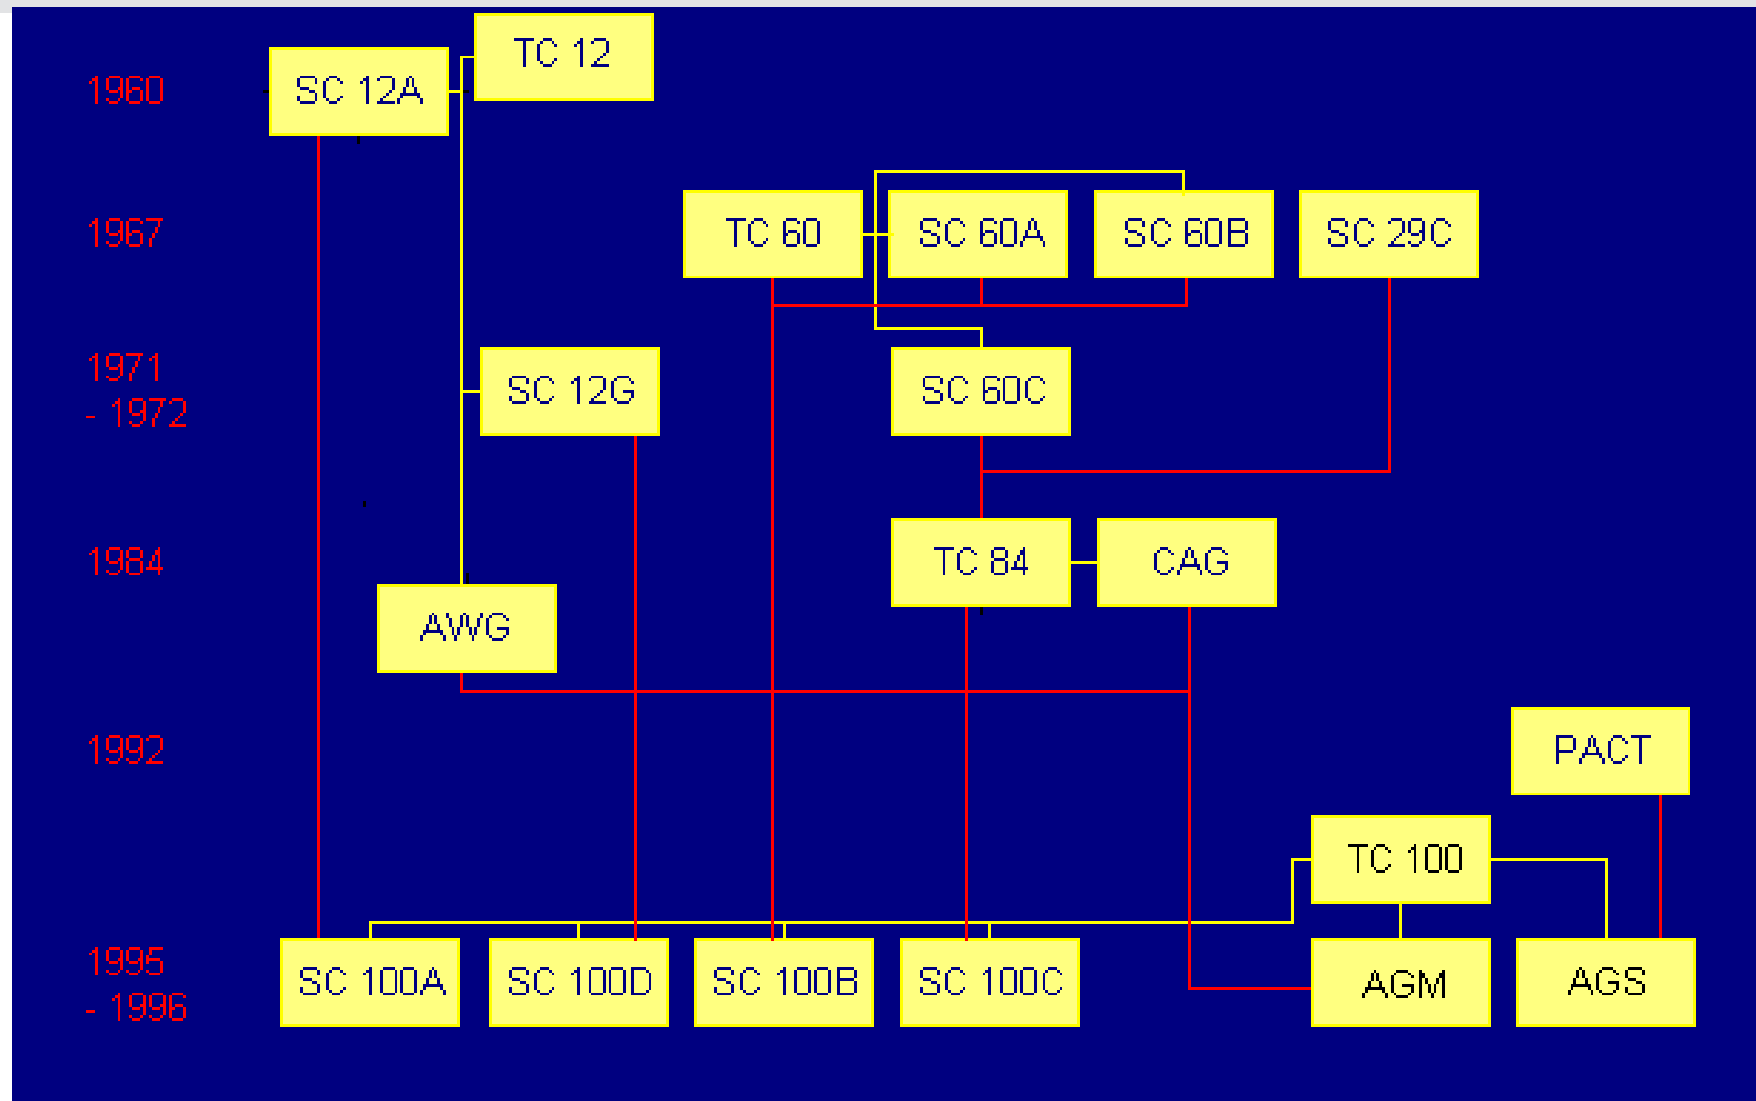 TC 12
1960
SC 12A
1967
TC 60
SC 60A
SC 60B
SC 29C
1971
- 1972
SC 12G
SC 60C
1984
TC 84
CAG
AWG
1992
PACT
TC 100
1995
- 1996
SC 100A
SC 100D
SC 100B
SC 100C
AGM
AGS